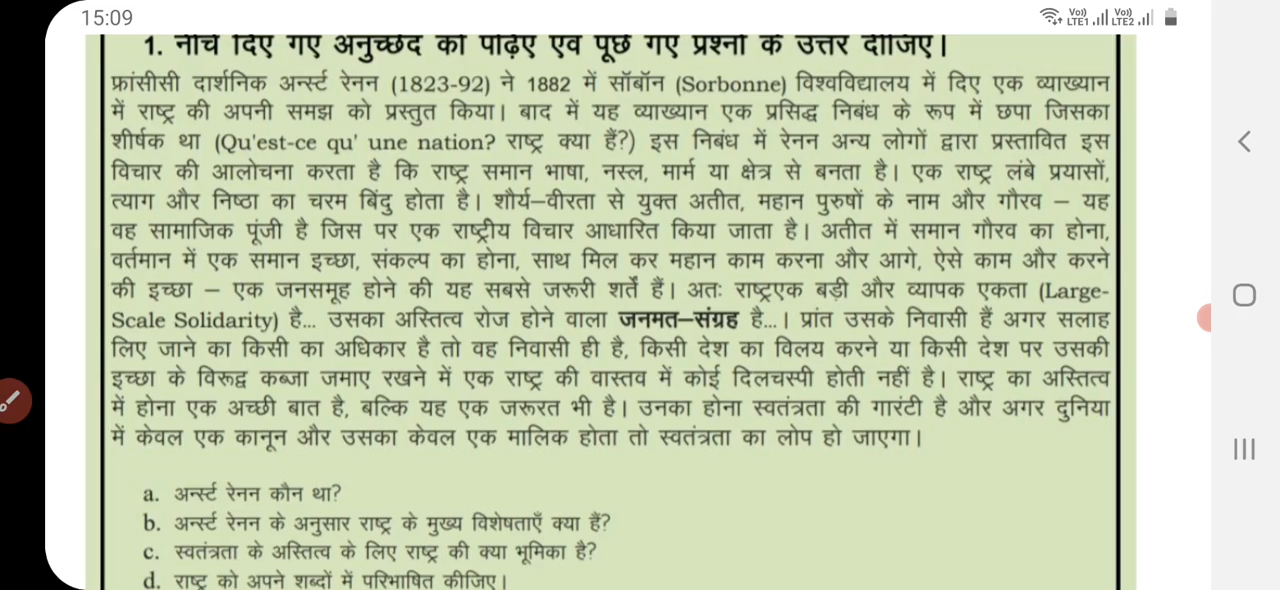 15:09
Vo)) LTE1 Vo)) LTE2
1. नीचे दिए गए अनुच्छेद को पढ़िए एवं पूछे गए प्रश्नों के उत्तर दीजिए।
फ्रांसीसी दार्शनिक अर्न्स्ट रेनन (1823-92) ने 1882 में सॉबॉन (Sorbonne) विश्वविद्यालय में दिए एक व्याख्यान
में राष्ट्र की अपनी समझ को प्रस्तुत किया। बाद में यह व्याख्यान एक प्रसिद्ध निबंध के रूप में छपा जिसका
शीर्षक था (Qu'est-ce qu' une nation? राष्ट्र क्या हैं?) इस निबंध में रेनन अन्य लोगों द्वारा प्रस्तावित इस
विचार की आलोचना करता है कि राष्ट्र समान भाषा, नस्ल, मार्म या क्षेत्र से बनता है। एक राष्ट्र लंबे प्रयासों,
त्याग और निष्ठा का चरम बिंदु होता है। शौर्य–वीरता से युक्त अतीत, महान पुरुषों के नाम और गौरव – यह
वह सामाजिक पूंजी है जिस पर एक राष्ट्रीय विचार आधारित किया जाता है। अतीत में समान गौरव का होना,
वर्तमान में एक समान इच्छा, संकल्प का होना, साथ मिल कर महान काम करना और आगे, ऐसे काम और करने
की इच्छा – एक जनसमूह होने की यह सबसे जरूरी शर्तें हैं। अतः राष्ट्रएक बड़ी और व्यापक एकता (Large-
Scale Solidarity) है... उसका अस्तित्व रोज होने वाला जनमत–संग्रह है...। प्रांत उसके निवासी हैं अगर सलाह
लिए जाने का किसी का अधिकार है तो वह निवासी ही है, किसी देश का विलय करने या किसी देश पर उसकी
इच्छा के विरूद्व कब्जा जमाए रखने में एक राष्ट्र की वास्तव में कोई दिलचस्पी होती नहीं है। राष्ट्र का अस्तित्व
में होना एक अच्छी बात है, बल्कि यह एक जरूरत भी है। उनका होना स्वतंत्रता की गारंटी है और अगर दुनिया
में केवल एक कानून और उसका केवल एक मालिक होता तो स्वतंत्रता का लोप हो जाएगा।
a. अर्न्स्ट रेनन कौन था?
b. अर्न्स्ट रेनन के अनुसार राष्ट्र के मुख्य विशेषताएँ क्या हैं?
c. स्वतंत्रता के अस्तित्व के लिए राष्ट्र की क्या भूमिका है?
d. राष्ट्र को अपने शब्दों में परिभाषित कीजिए।